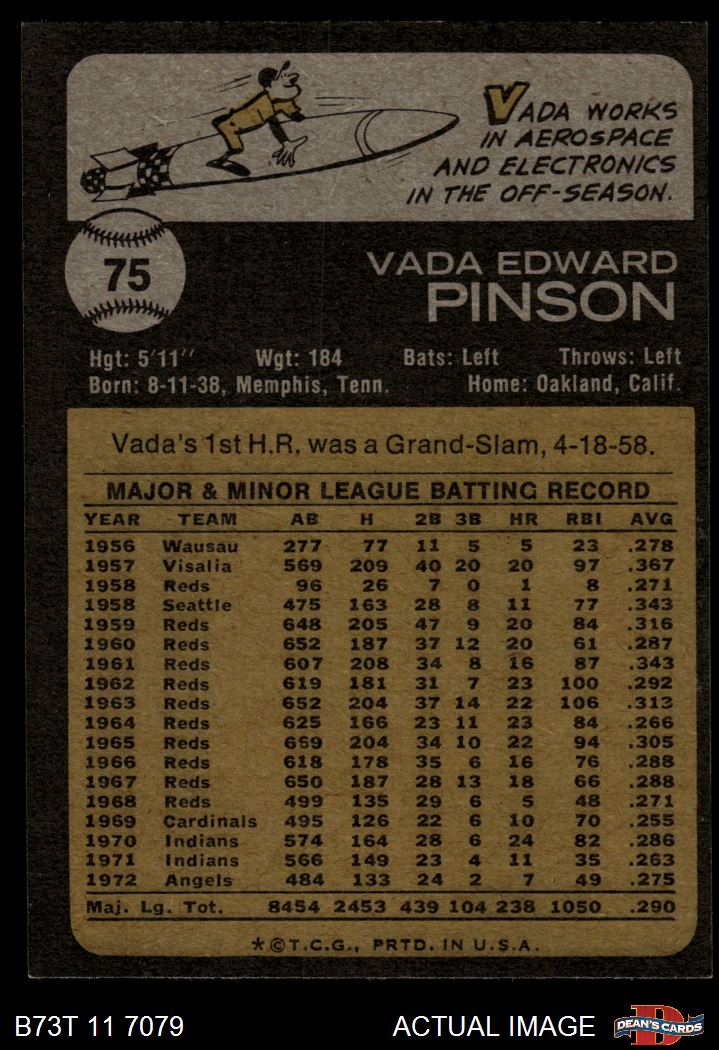 VADA WORKS
IN AEROSPACE
AND ELECTRONICS
IN THE OFF-SEASON.
75
VADA EDWARD
PINSON
Hgt: 5'11" Wgt: 184 Bats: Left Throws: Left
Born: 8-11-38, Memphis, Tenn. Home: Oakland, Calif.
Vada's 1st H.R. was a Grand-Slam, 4-18-58.
MAJOR & MINOR LEAGUE BATTING RECORD
YEAR TEAM AB H 2B 3B HR RBI AVG
1956 Wausau 277 77 11 5 5 23 .278
1957 Visalia 569 209 40 20 20 97 .367
1958 Reds 96 26 7 0 1 8 .271
1958 Seattle 475 163 28 8 11 77 .343
1959 Reds 648 205 47 9 20 84 .316
1960 Reds 652 187 37 12 20 61 .287
1961 Reds 607 208 34 8 16 87 .343
1962 Reds 619 181 31 7 23 100 .292
1963 Reds 652 204 37 14 22 106 .313
1964 Reds 625 166 23 11 23 84 .266
1965 Reds 669 204 34 10 22 94 .305
1966 Reds 618 178 35 6 16 76 .288
1967 Reds 650 187 28 13 18 66 .288
1968 Reds 499 135 29 6 5 48 .271
1969 Cardinals 495 126 22 6 10 70 .255
1970 Indians 574 164 28 6 24 82 .286
1971 Indians 566 149 23 4 11 35 .263
1972 Angels 484 133 24 2 7 49 .275
Maj. Lg. Tot. 8454 2453 439 104 238 1050 .290
*©T.C.G., PRTD. IN U.S.A.
B73T 11 7079 ACTUAL IMAGE DEAN'S CARDS